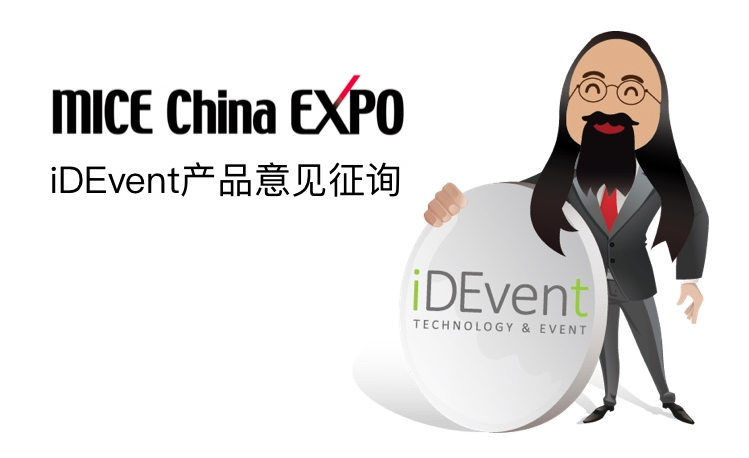 MICE China EXPO
iDEvent产品意见征询
iDEvent
TECHNOLOGY & EVENT